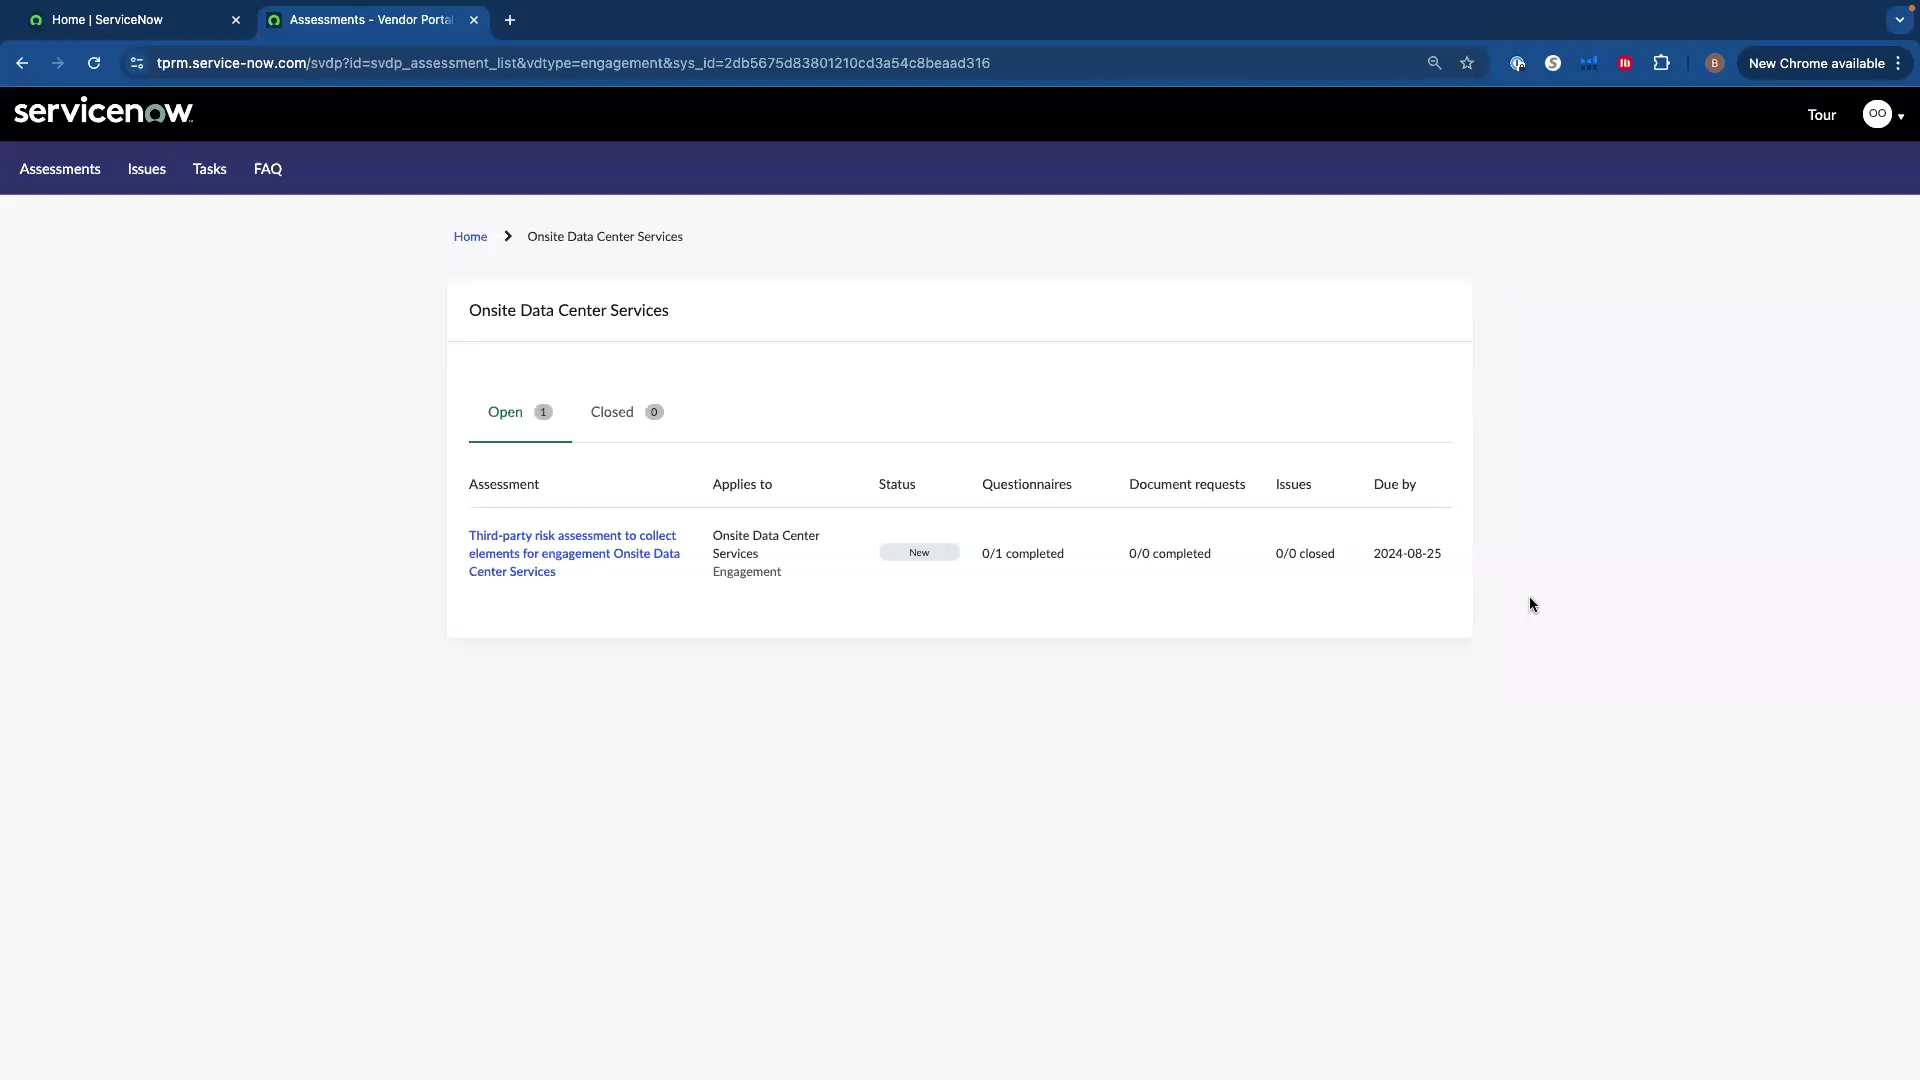 Home | ServiceNow
Assessments - Vendor Porta
tprm.service-now.com/svdp?id=svdp_assessment_list&vdtype=engagement&sys_id=2db5675d83801210cd3a54c8beaad316
B
New Chrome available
servicenow
Tour
OO
Assessments Issues Tasks FAQ
Home Onsite Data Center Services
Onsite Data Center Services
Open 1 Closed 0
Assessment Applies to Status Questionnaires Document requests Issues Due by
Third-party risk assessment to collect
elements for engagement Onsite Data
Center Services
Onsite Data Center
Services
Engagement
New
0/1 completed
0/0 completed
0/0 closed
2024-08-25